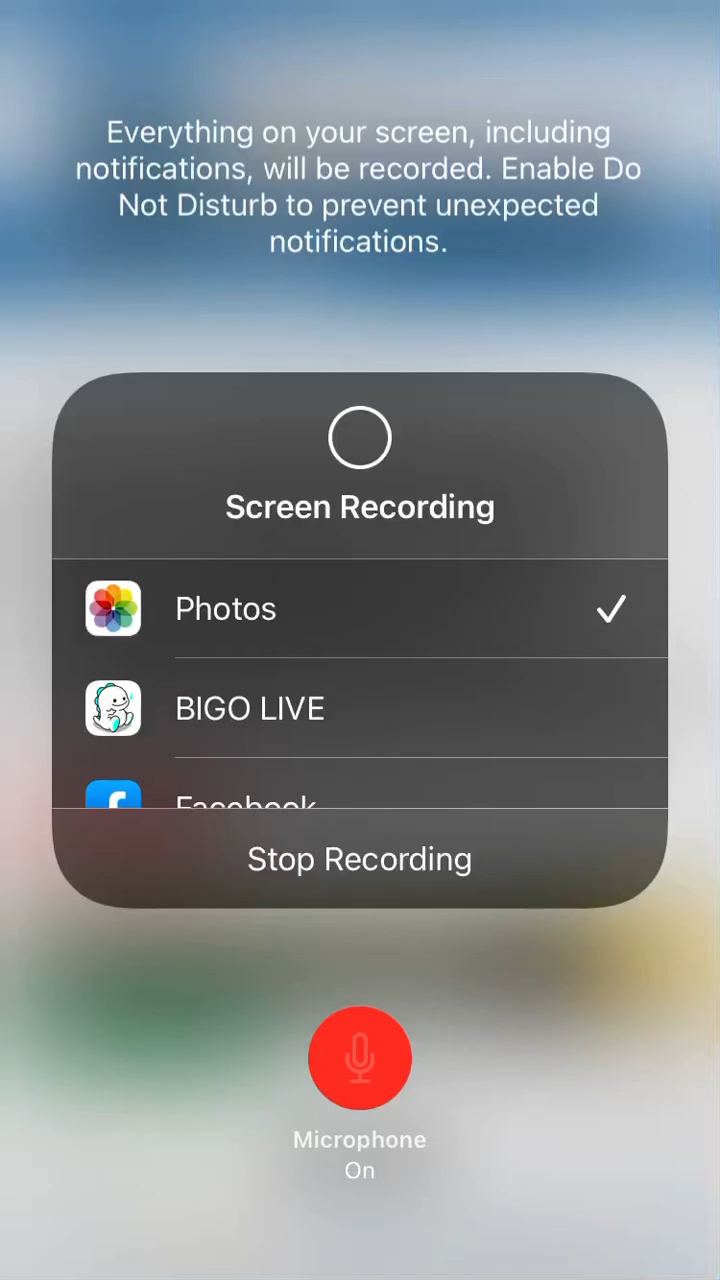 Everything on your screen, including
notifications, will be recorded. Enable Do
Not Disturb to prevent unexpected
notifications.
Screen Recording
Photos
BIGO LIVE
Facebook
Stop Recording
Microphone
On